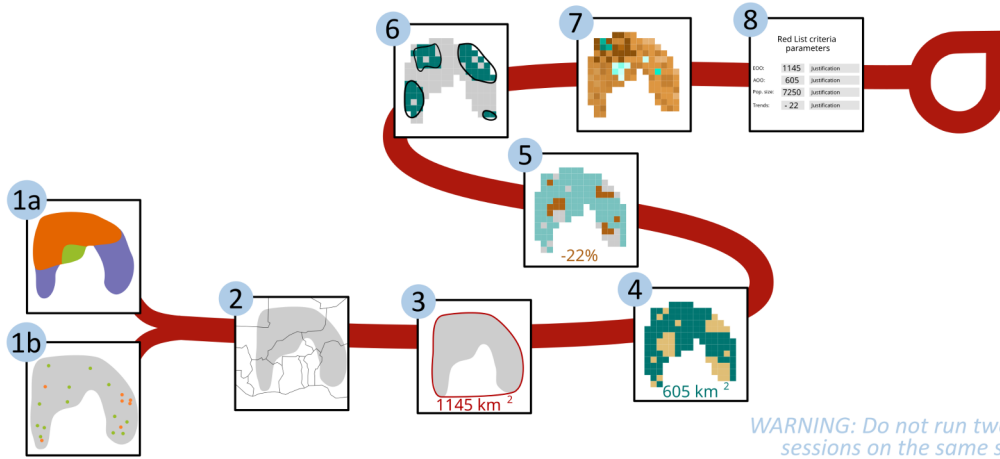 6
7
8
Red List criteria
parameters
EOO: 1145 Justification
AOO: 605 Justification
Pop. size: 7250 Justification
Trends: - 22 Justification
5
-22%
1a
2
3
1145 km 2
4
605 km 2
1b
WARNING: Do not run two
sessions on the same s